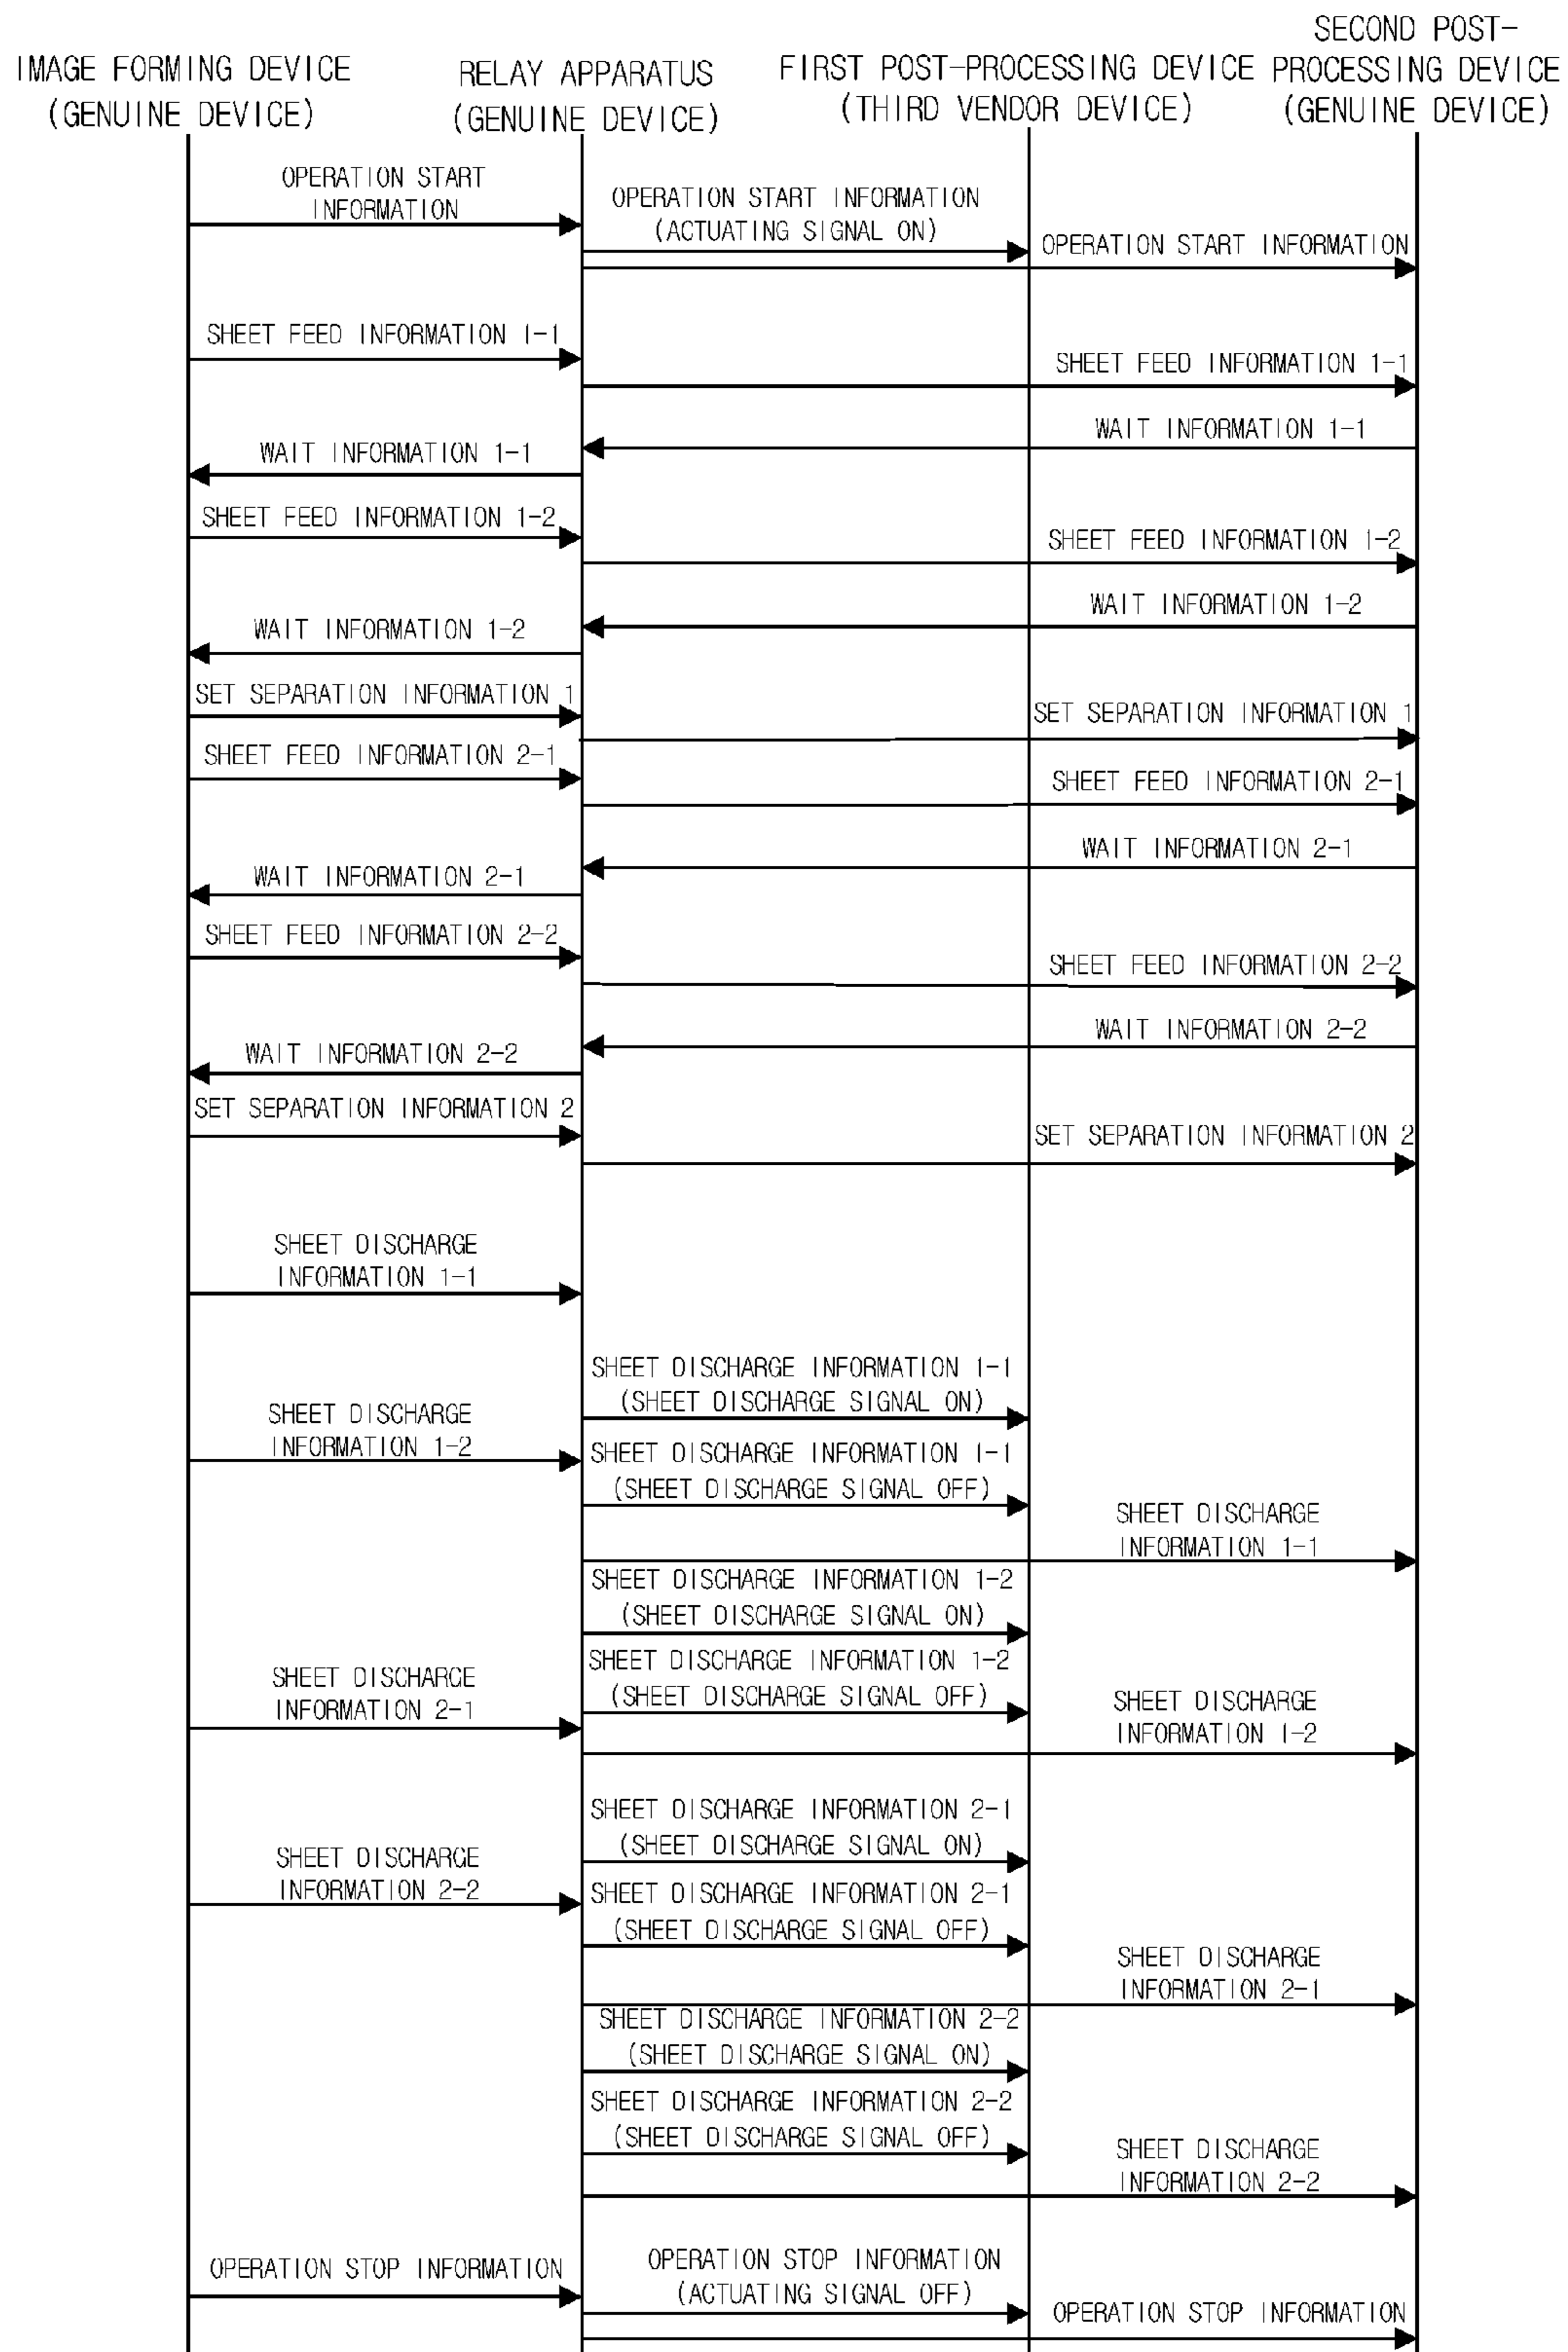 IMAGE FORMING DEVICE
(GENUINE DEVICE)
RELAY APPARATUS
(GENUINE DEVICE)
FIRST POST-PROCESSING DEVICE
(THIRD VENDOR DEVICE)
SECOND POST-
PROCESSING DEVICE
(GENUINE DEVICE)
OPERATION START
INFORMATION
OPERATION START INFORMATION
(ACTUATING SIGNAL ON)
OPERATION START INFORMATION
SHEET FEED INFORMATION 1-1
SHEET FEED INFORMATION 1-1
WAIT INFORMATION 1-1
WAIT INFORMATION 1-1
SHEET FEED INFORMATION 1-2
SHEET FEED INFORMATION 1-2
WAIT INFORMATION 1-2
WAIT INFORMATION 1-2
SET SEPARATION INFORMATION 1
SET SEPARATION INFORMATION 1
SHEET FEED INFORMATION 2-1
SHEET FEED INFORMATION 2-1
WAIT INFORMATION 2-1
WAIT INFORMATION 2-1
SHEET FEED INFORMATION 2-2
SHEET FEED INFORMATION 2-2
WAIT INFORMATION 2-2
WAIT INFORMATION 2-2
SET SEPARATION INFORMATION 2
SET SEPARATION INFORMATION 2
SHEET DISCHARGE
INFORMATION 1-1
SHEET DISCHARGE INFORMATION 1-1
(SHEET DISCHARGE SIGNAL ON)
SHEET DISCHARGE
INFORMATION 1-2
SHEET DISCHARGE INFORMATION 1-1
(SHEET DISCHARGE SIGNAL OFF)
SHEET DISCHARGE
INFORMATION 1-1
SHEET DISCHARGE INFORMATION 1-2
(SHEET DISCHARGE SIGNAL ON)
SHEET DISCHARGE INFORMATION 1-2
(SHEET DISCHARGE SIGNAL OFF)
SHEET DISCHARGE
INFORMATION 2-1
SHEET DISCHARGE
INFORMATION 1-2
SHEET DISCHARGE INFORMATION 2-1
(SHEET DISCHARGE SIGNAL ON)
SHEET DISCHARGE
INFORMATION 2-2
SHEET DISCHARGE INFORMATION 2-1
(SHEET DISCHARGE SIGNAL OFF)
SHEET DISCHARGE
INFORMATION 2-1
SHEET DISCHARGE INFORMATION 2-2
(SHEET DISCHARGE SIGNAL ON)
SHEET DISCHARGE INFORMATION 2-2
(SHEET DISCHARGE SIGNAL OFF)
SHEET DISCHARGE
INFORMATION 2-2
OPERATION STOP INFORMATION
OPERATION STOP INFORMATION
(ACTUATING SIGNAL OFF)
OPERATION STOP INFORMATION